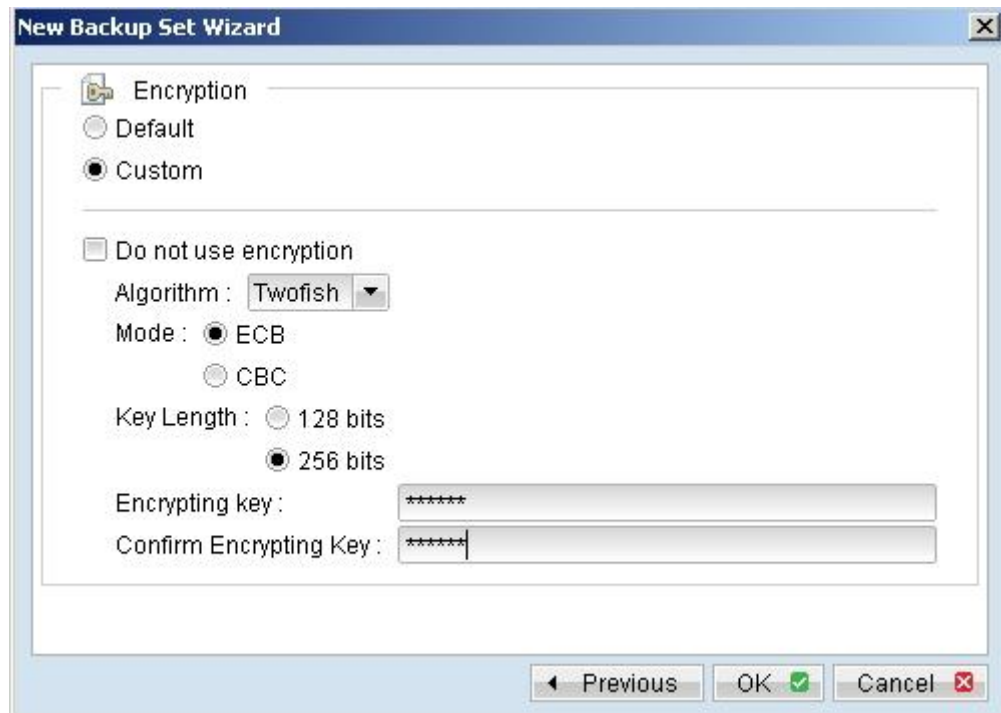 New Backup Set Wizard
Encryption
Default
Custom
Do not use encryption
Algorithm : Twofish
Mode : ECB
CBC
Key Length : 128 bits
256 bits
Encrypting key : ******
Confirm Encrypting Key : ******
Previous OK Cancel